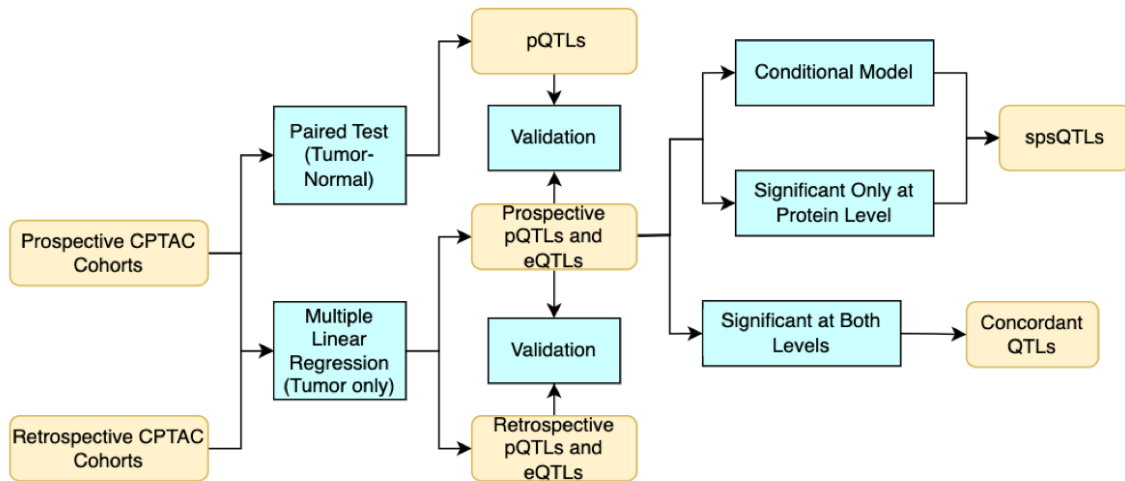 Prospective CPTAC
Cohorts
Retrospective CPTAC
Cohorts
Paired Test
(Tumor-
Normal)
Multiple
Linear
Regression
(Tumor only)
pQTLs
Validation
Prospective
pQTLs and
eQTLs
Validation
Retrospective
pQTLs and
eQTLs
Conditional Model
Significant Only at
Protein Level
Significant at Both
Levels
spsQTLs
Concordant
QTLs